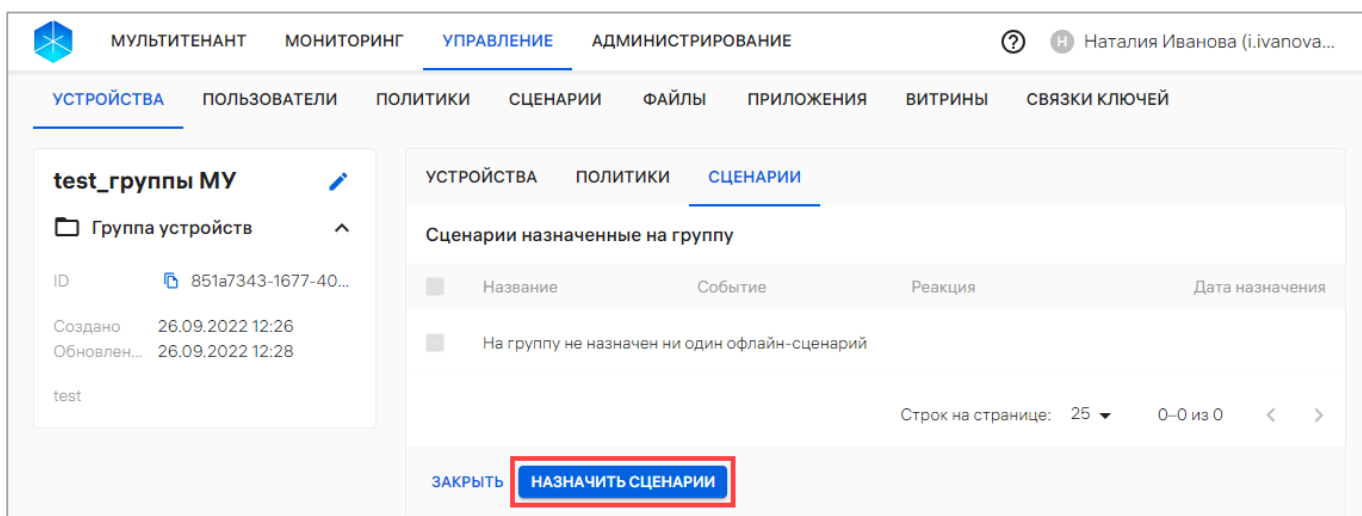 МУЛЬТИТЕНАНТ МОНИТОРИНГ УПРАВЛЕНИЕ АДМИНИСТРИРОВАНИЕ ? Н Наталия Иванова (i.ivanova...
УСТРОЙСТВА ПОЛЬЗОВАТЕЛИ ПОЛИТИКИ СЦЕНАРИИ ФАЙЛЫ ПРИЛОЖЕНИЯ ВИТРИНЫ СВЯЗКИ КЛЮЧЕЙ
test_группы МУ
Группа устройств
ID 851a7343-1677-40...
Создано 26.09.2022 12:26
Обновлен... 26.09.2022 12:28
test
УСТРОЙСТВА ПОЛИТИКИ СЦЕНАРИИ
Сценарии назначенные на группу
Название Событие Реакция Дата назначения
На группу не назначен ни один офлайн-сценарий
Строк на странице: 25 0–0 из 0
ЗАКРЫТЬ НАЗНАЧИТЬ СЦЕНАРИИ